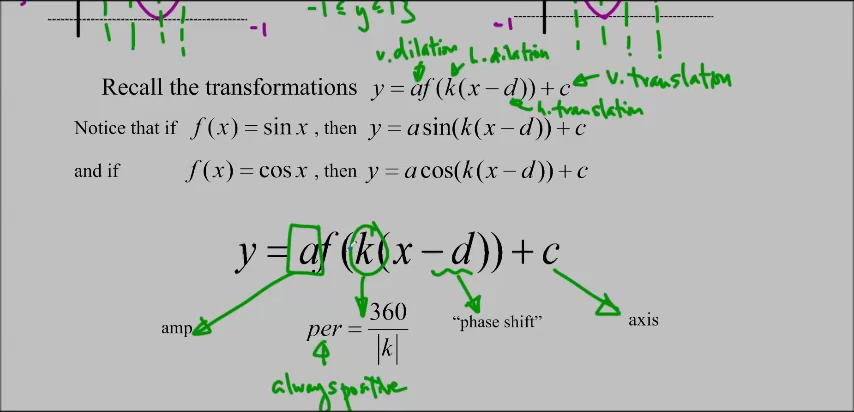 -1
-1 ≤ y ≤ 13
-1
v. dilation
h. dilation
Recall the transformations y = af(k(x − d)) + c
v. translation
h. translation
Notice that if f(x) = sin x , then y = a sin(k(x − d)) + c
and if f(x) = cos x , then y = a cos(k(x − d)) + c
y = af(k(x − d)) + c
amp
per = 360/|k|
“phase shift”
axis
always positive